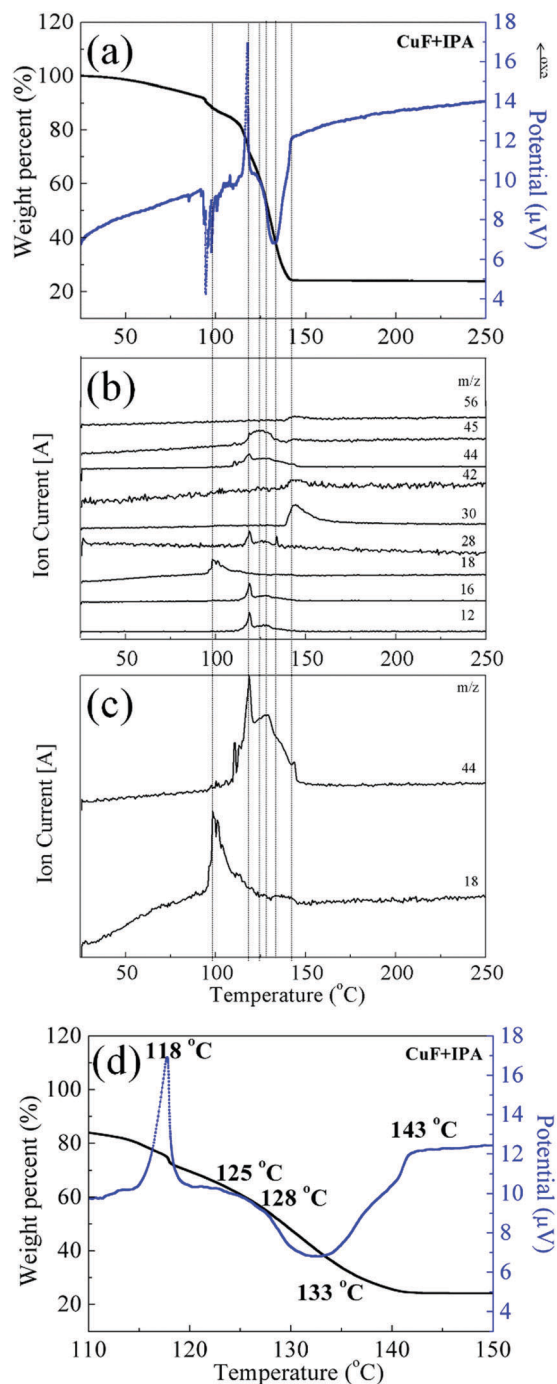 (a)
CuF+IPA
←exo
Weight percent (%)
120
100
80
60
40
20
Potential (μV)
18
16
14
12
10
8
6
4
50 100 150 200 250
(b)
m/z
56
45
44
42
30
28
18
16
12
Ion Current [A]
50 100 150 200 250
(c)
m/z
44
18
Ion Current [A]
50 100 150 200 250
Temperature (°C)
(d)
118 °C
CuF+IPA
143 °C
125 °C
128 °C
133 °C
Weight percent (%)
120
100
80
60
40
20
Potential (μV)
18
16
14
12
10
8
6
4
110 120 130 140 150
Temperature (°C)